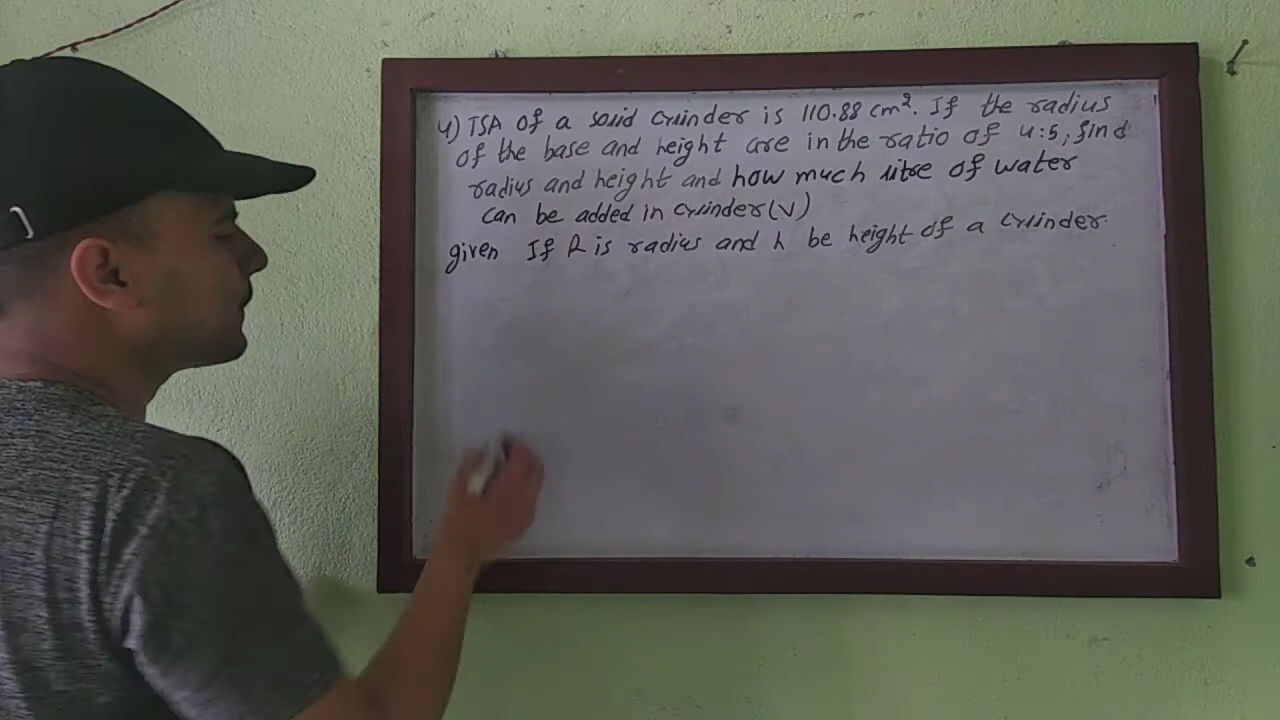 4) TSA of a solid cylinder is 110.88 cm². If the radius
of the base and height are in the ratio of 4:5, find
radius and height and how much litre of water
can be added in cylinder(V)
given If R is radius and h be height of a cylinder.